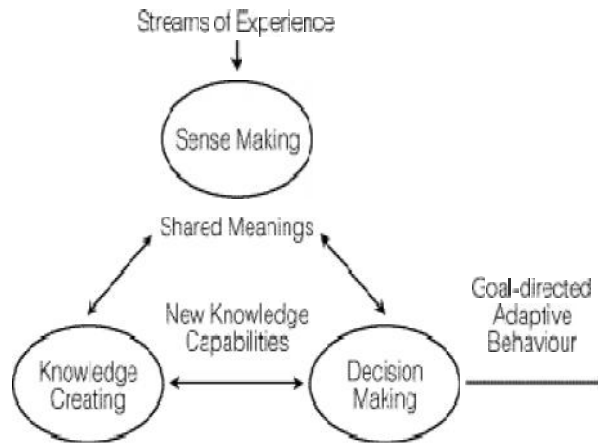 Streams of Experience
Sense Making
Shared Meanings
New Knowledge
Capabilities
Goal-directed
Adaptive
Behaviour
Knowledge
Creating
Decision
Making